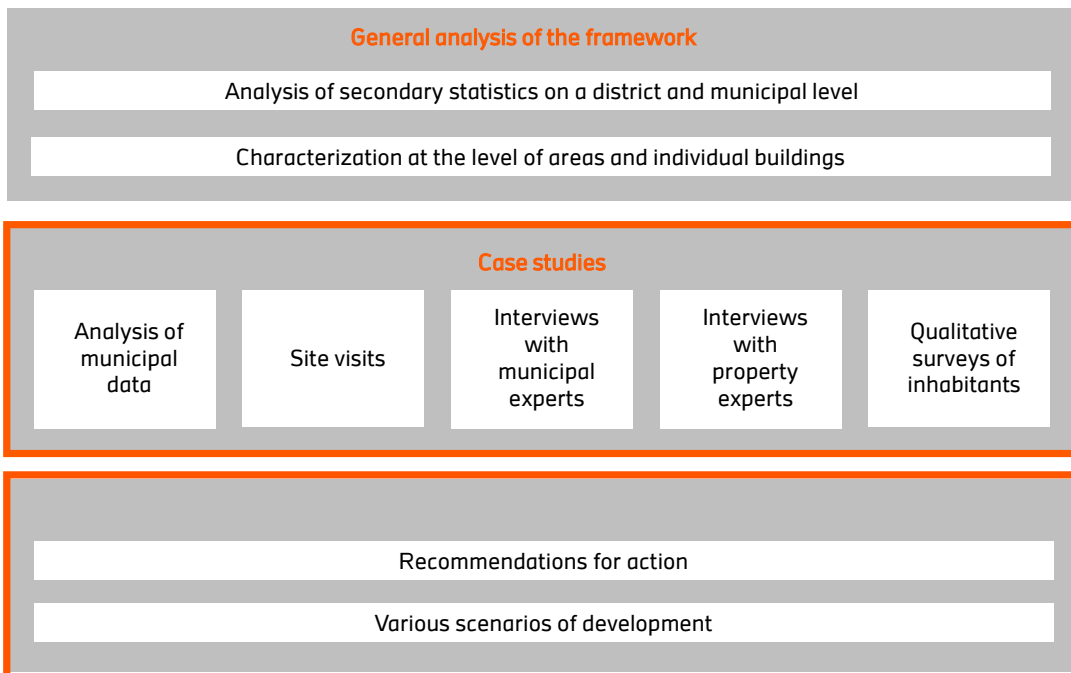 General analysis of the framework
Analysis of secondary statistics on a district and municipal level
Characterization at the level of areas and individual buildings
Case studies
Analysis of
municipal
data
Site visits
Interviews
with
municipal
experts
Interviews
with
property
experts
Qualitative
surveys of
inhabitants
Recommendations for action
Various scenarios of development